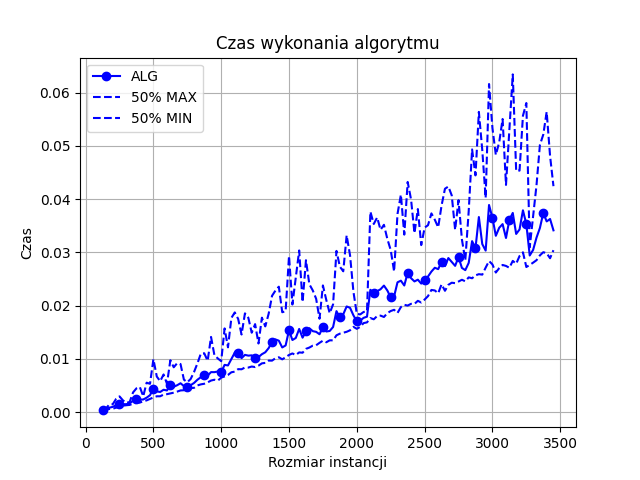 Czas wykonania algorytmu
ALG
50% MAX
50% MIN
0.06
0.05
0.04
0.03
0.02
0.01
0.00
Czas
0 500 1000 1500 2000 2500 3000 3500
Rozmiar instancji